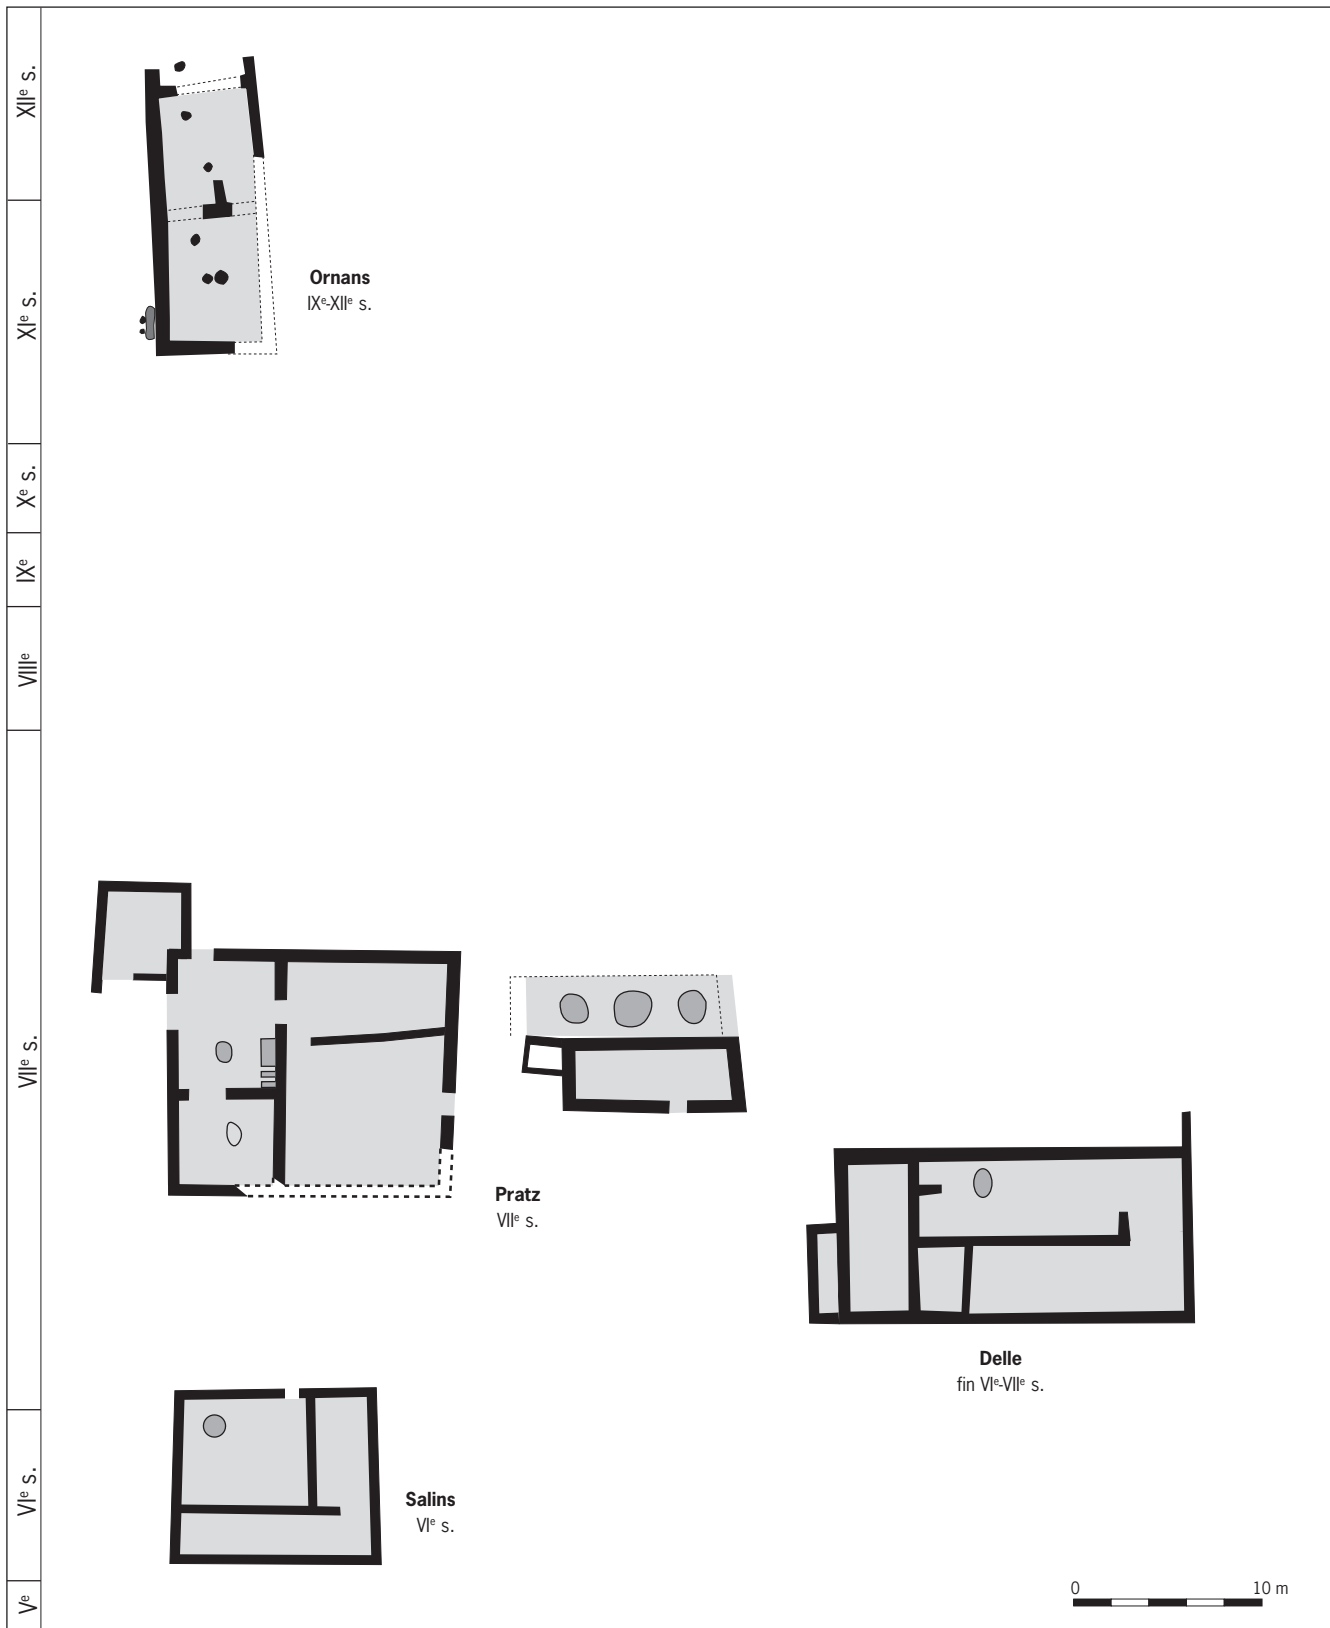 XIIe s.
XIe s.
Xe s.
IXe
VIIIe
VIIe s.
VIe s.
Ve
Ornans
IXe-XIIe s.
Pratz
VIIe s.
Delle
fin VIe-VIIe s.
Salins
VIe s.
0 10 m